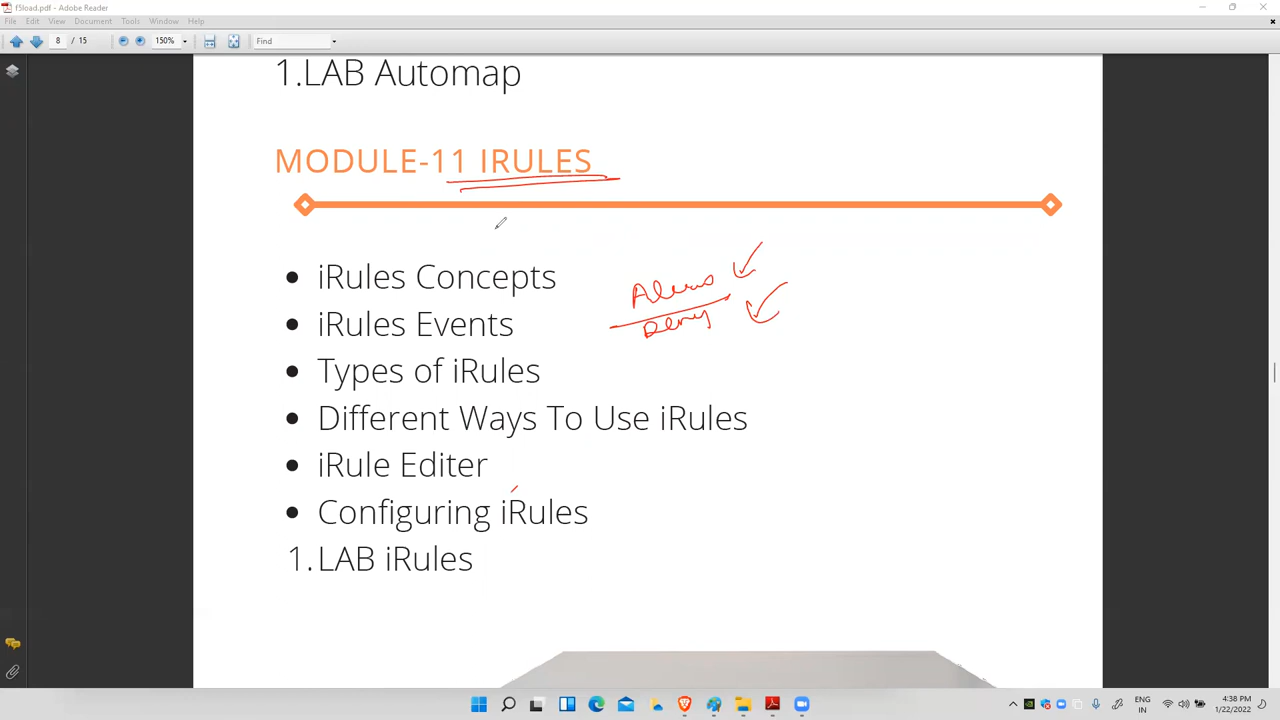 f5load.pdf - Adobe Reader
File Edit View Document Tools Window Help
8 / 15 150% Find
1.LAB Automap
MODULE-11 IRULES
• iRules Concepts
• iRules Events
Deny
• Types of iRules
• Different Ways To Use iRules
• iRule Editer
• Configuring iRules
1.LAB iRules
ENG
IN
4:38 PM
1/22/2022